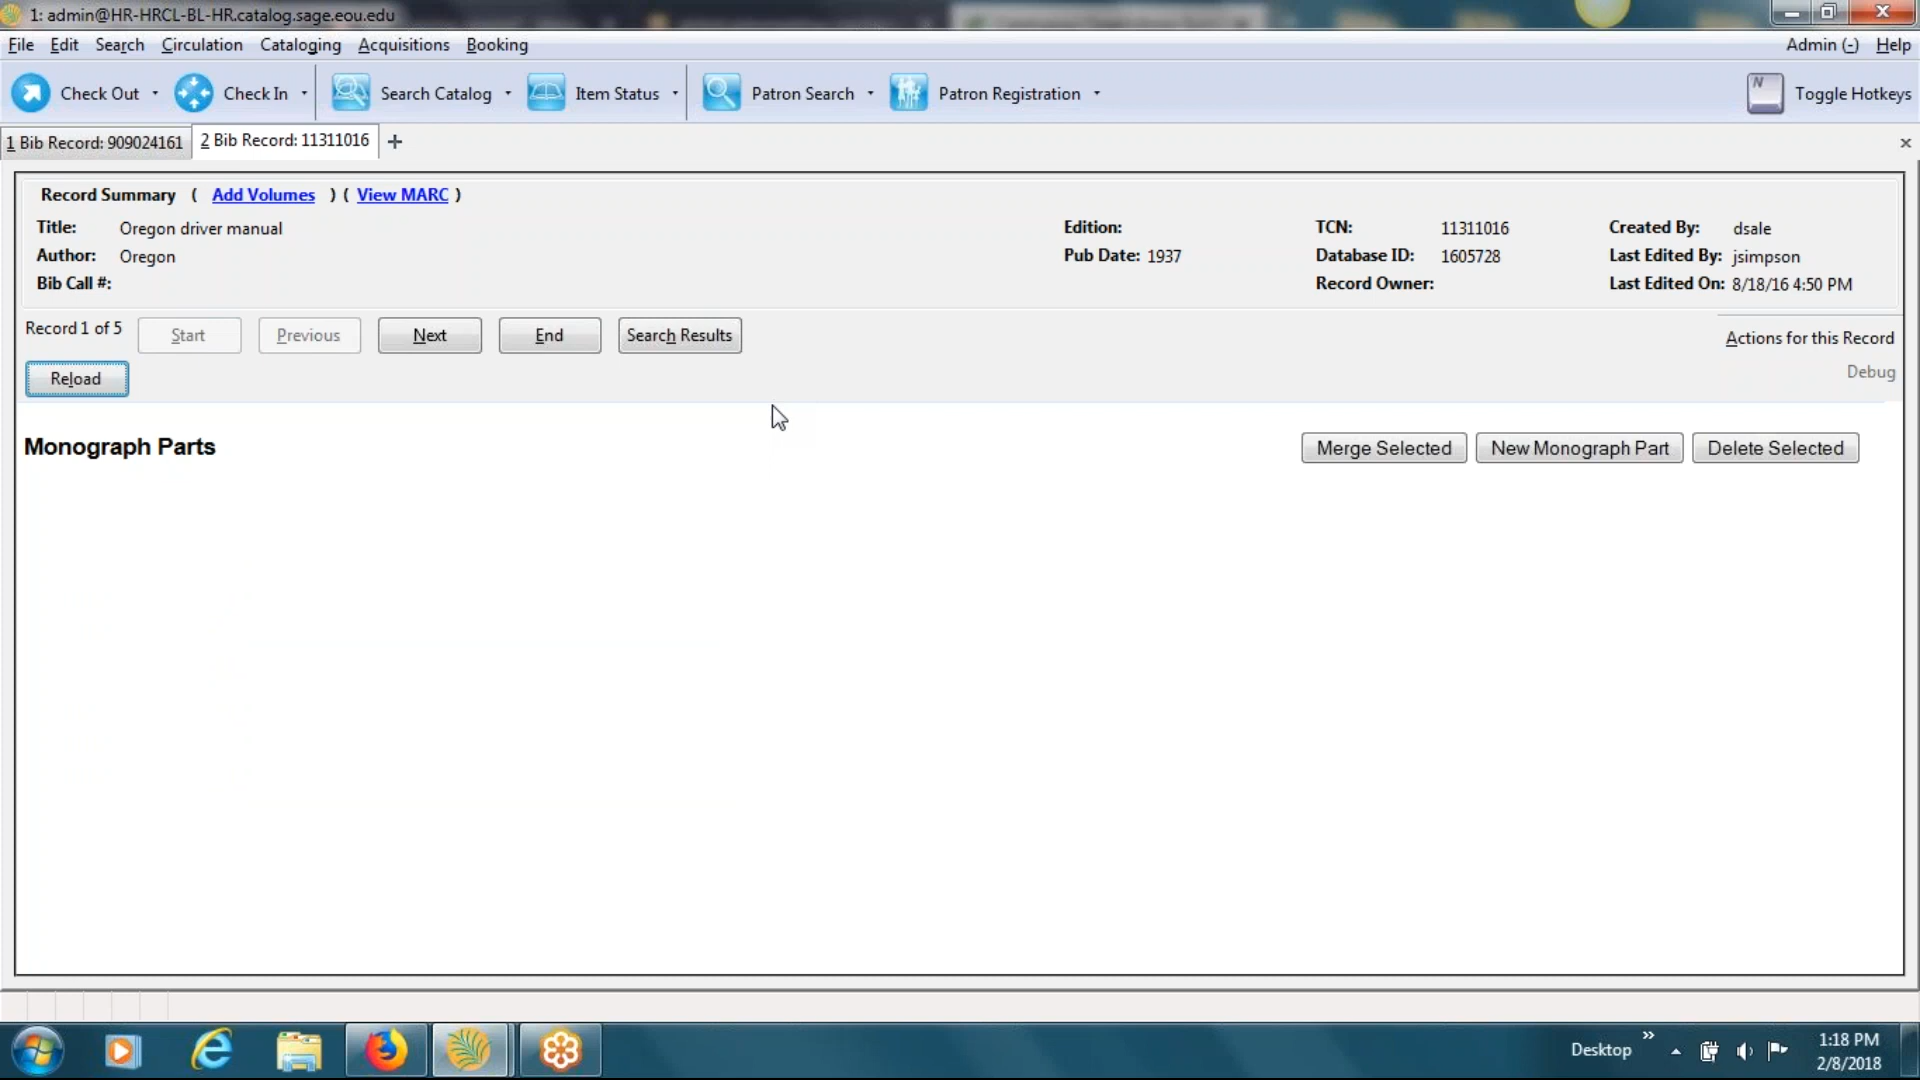 1: admin@HR-HRCL-BL-HR.catalog.sage.eou.edu
File Edit Search Circulation Cataloging Acquisitions Booking Admin (-) Help
Check Out Check In Search Catalog Item Status Patron Search Patron Registration N Toggle Hotkeys
1 Bib Record: 909024161 2 Bib Record: 11311016 +
Record Summary ( Add Volumes ) ( View MARC )
Title: Oregon driver manual Edition: TCN: 11311016 Created By: dsale
Author: Oregon Pub Date: 1937 Database ID: 1605728 Last Edited By: jsimpson
Bib Call #: Record Owner: Last Edited On: 8/18/16 4:50 PM
Record 1 of 5 Start Previous Next End Search Results Actions for this Record
Reload Debug
Monograph Parts Merge Selected New Monograph Part Delete Selected
Desktop » 1:18 PM
2/8/2018